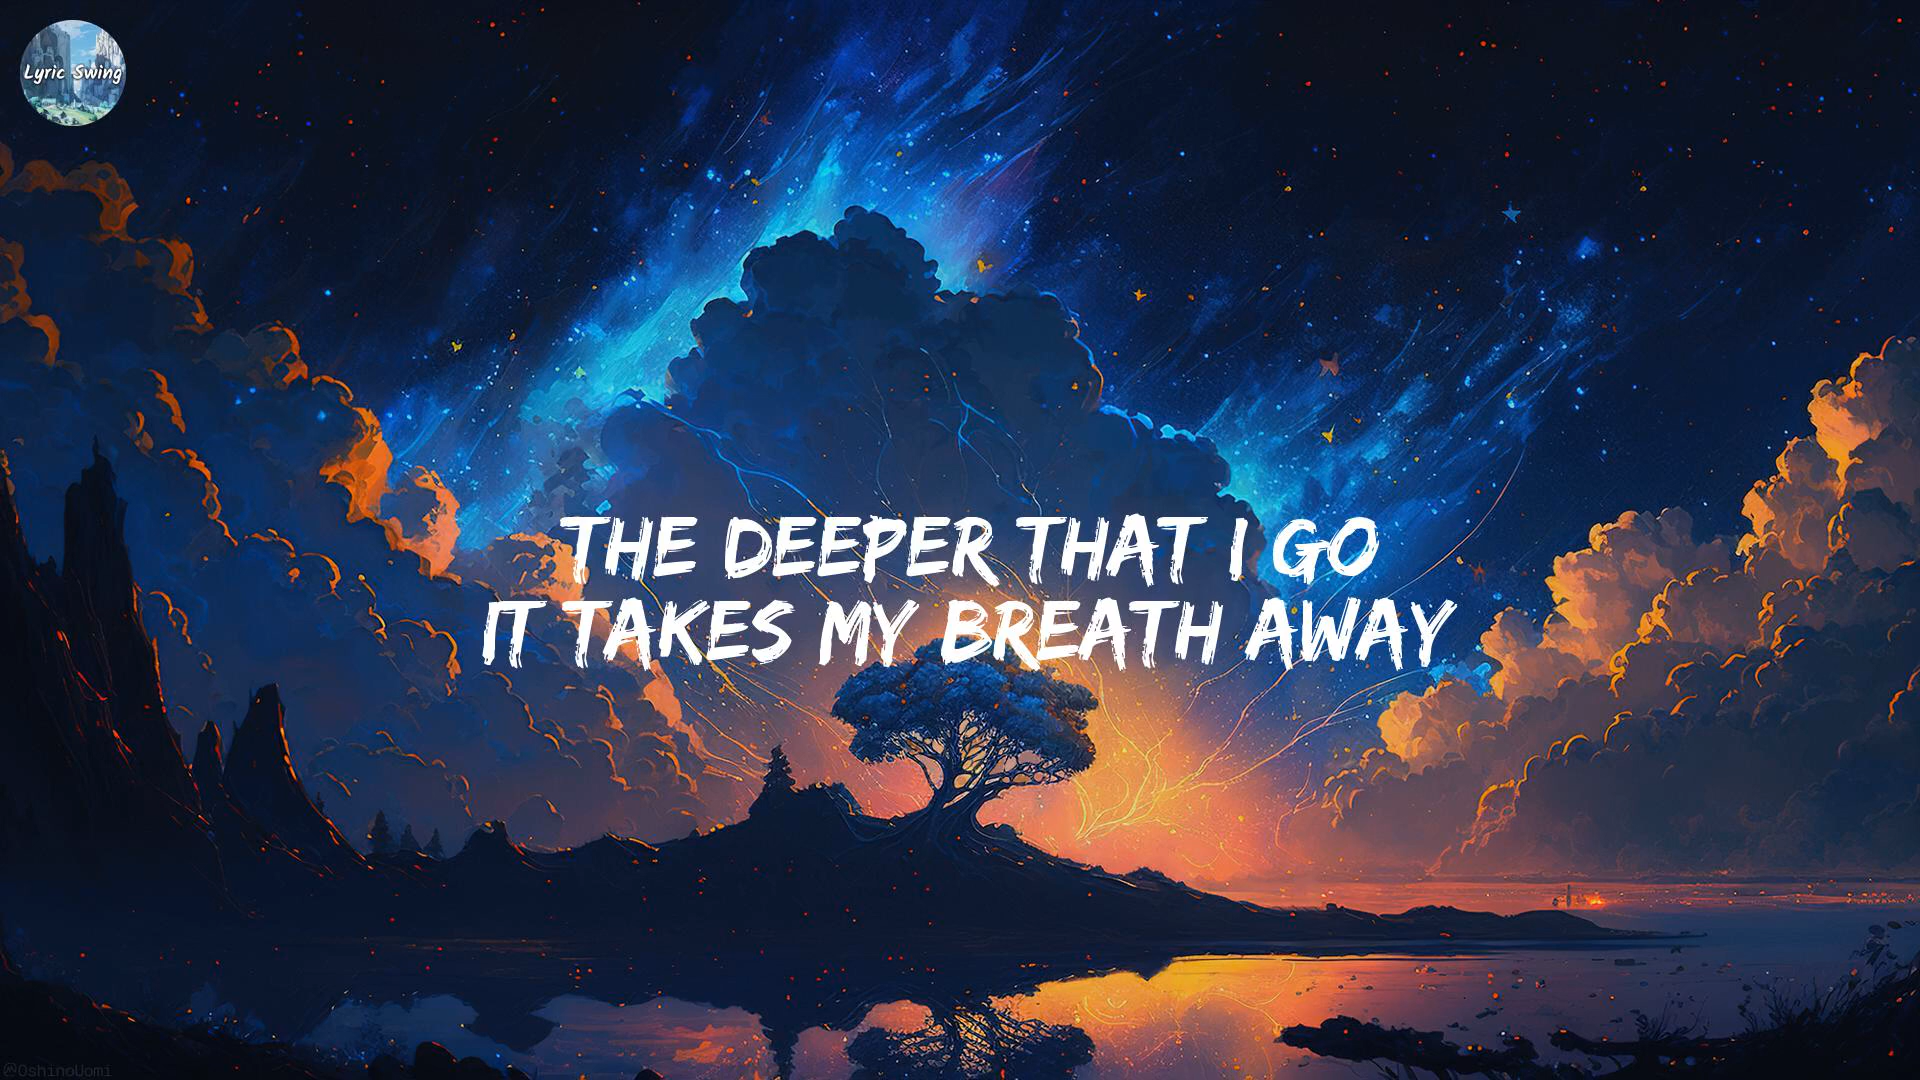 Lyric Swing
THE DEEPER THAT I GO
IT TAKES MY BREATH AWAY
@OshinoUomi